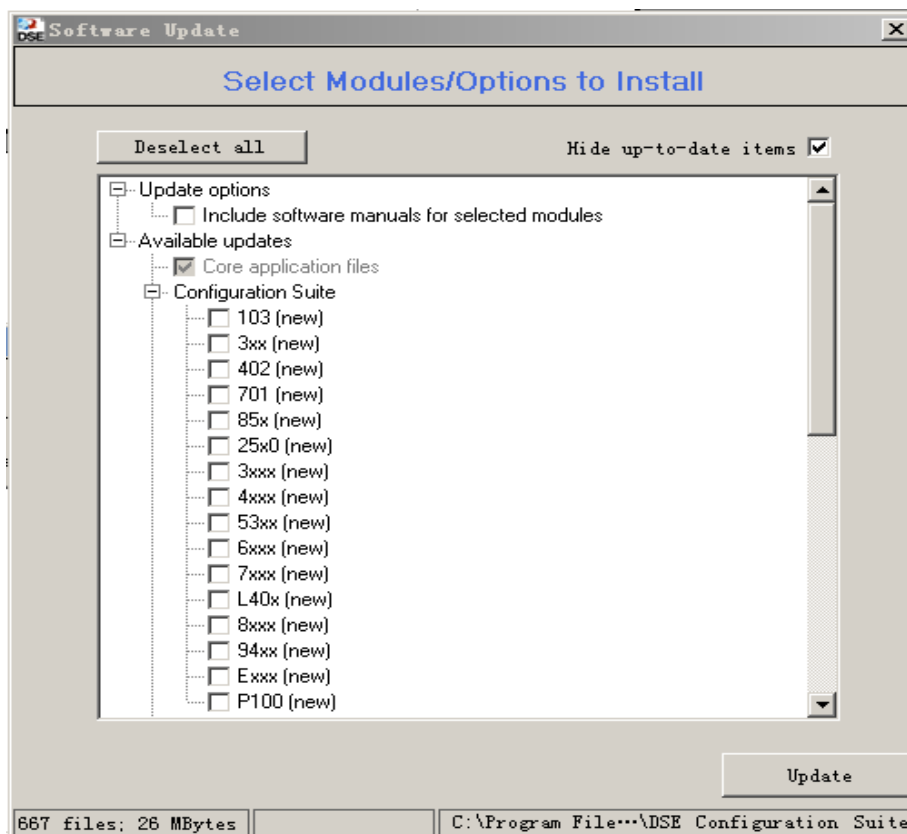 DSE Software Update
Select Modules/Options to Install
Deselect all
Hide up-to-date items
Update options
Include software manuals for selected modules
Available updates
Core application files
Configuration Suite
103 (new)
3xx (new)
402 (new)
701 (new)
85x (new)
25x0 (new)
3xxx (new)
4xxx (new)
53xx (new)
6xxx (new)
7xxx (new)
L40x (new)
8xxx (new)
94xx (new)
Exxx (new)
P100 (new)
Update
667 files; 26 MBytes
C:\Program File···\DSE Configuration Suite